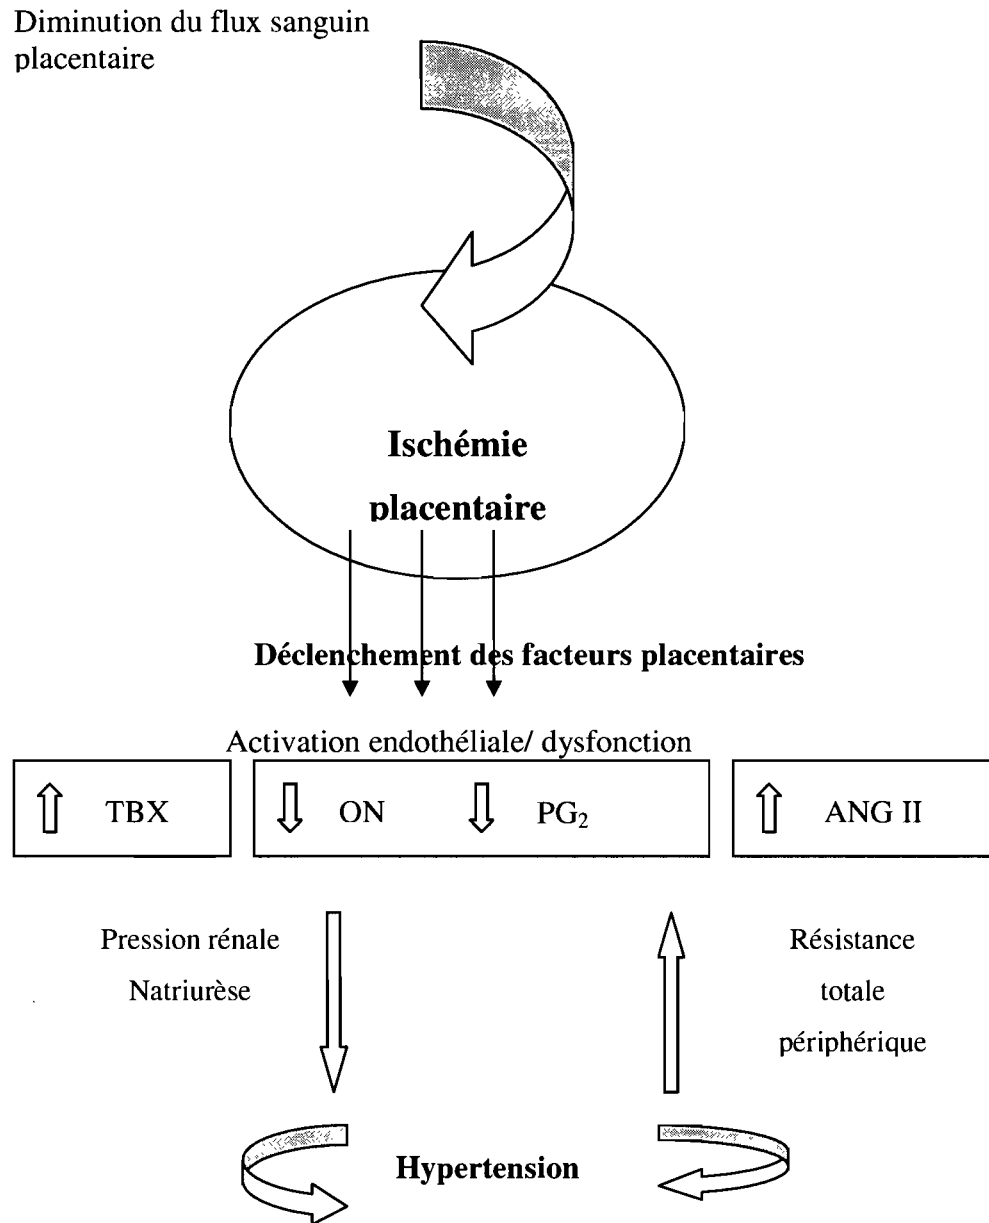 Diminution du flux sanguin
placentaire
Ischémie
placentaire
Déclenchement des facteurs placentaires
Activation endothéliale/ dysfonction
TBX ON PG₂ ANG II
Pression rénale Résistance
Natriurèse totale
périphérique
Hypertension